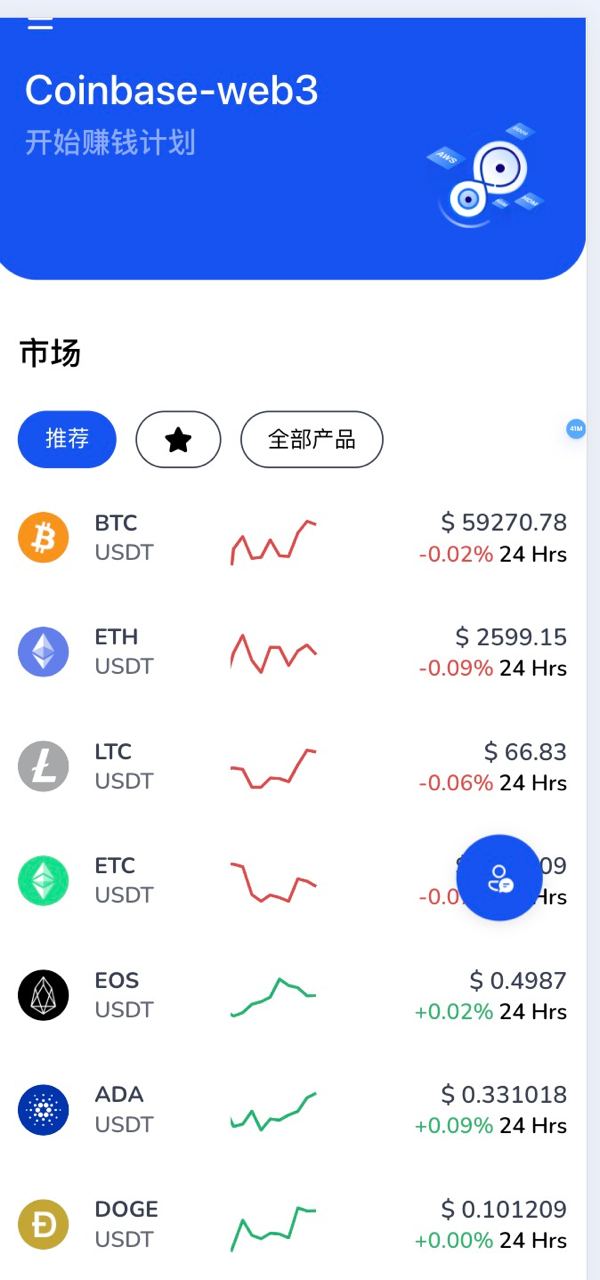 Coinbase-web3
开始赚钱计划
AWS
市场
推荐
全部产品
41M
BTC
USDT
$ 59270.78
-0.02% 24 Hrs
ETH
USDT
$ 2599.15
-0.09% 24 Hrs
LTC
USDT
$ 66.83
-0.06% 24 Hrs
ETC
USDT
09
-0.0
Hrs
EOS
USDT
$ 0.4987
+0.02% 24 Hrs
ADA
USDT
$ 0.331018
+0.09% 24 Hrs
DOGE
USDT
$ 0.101209
+0.00% 24 Hrs